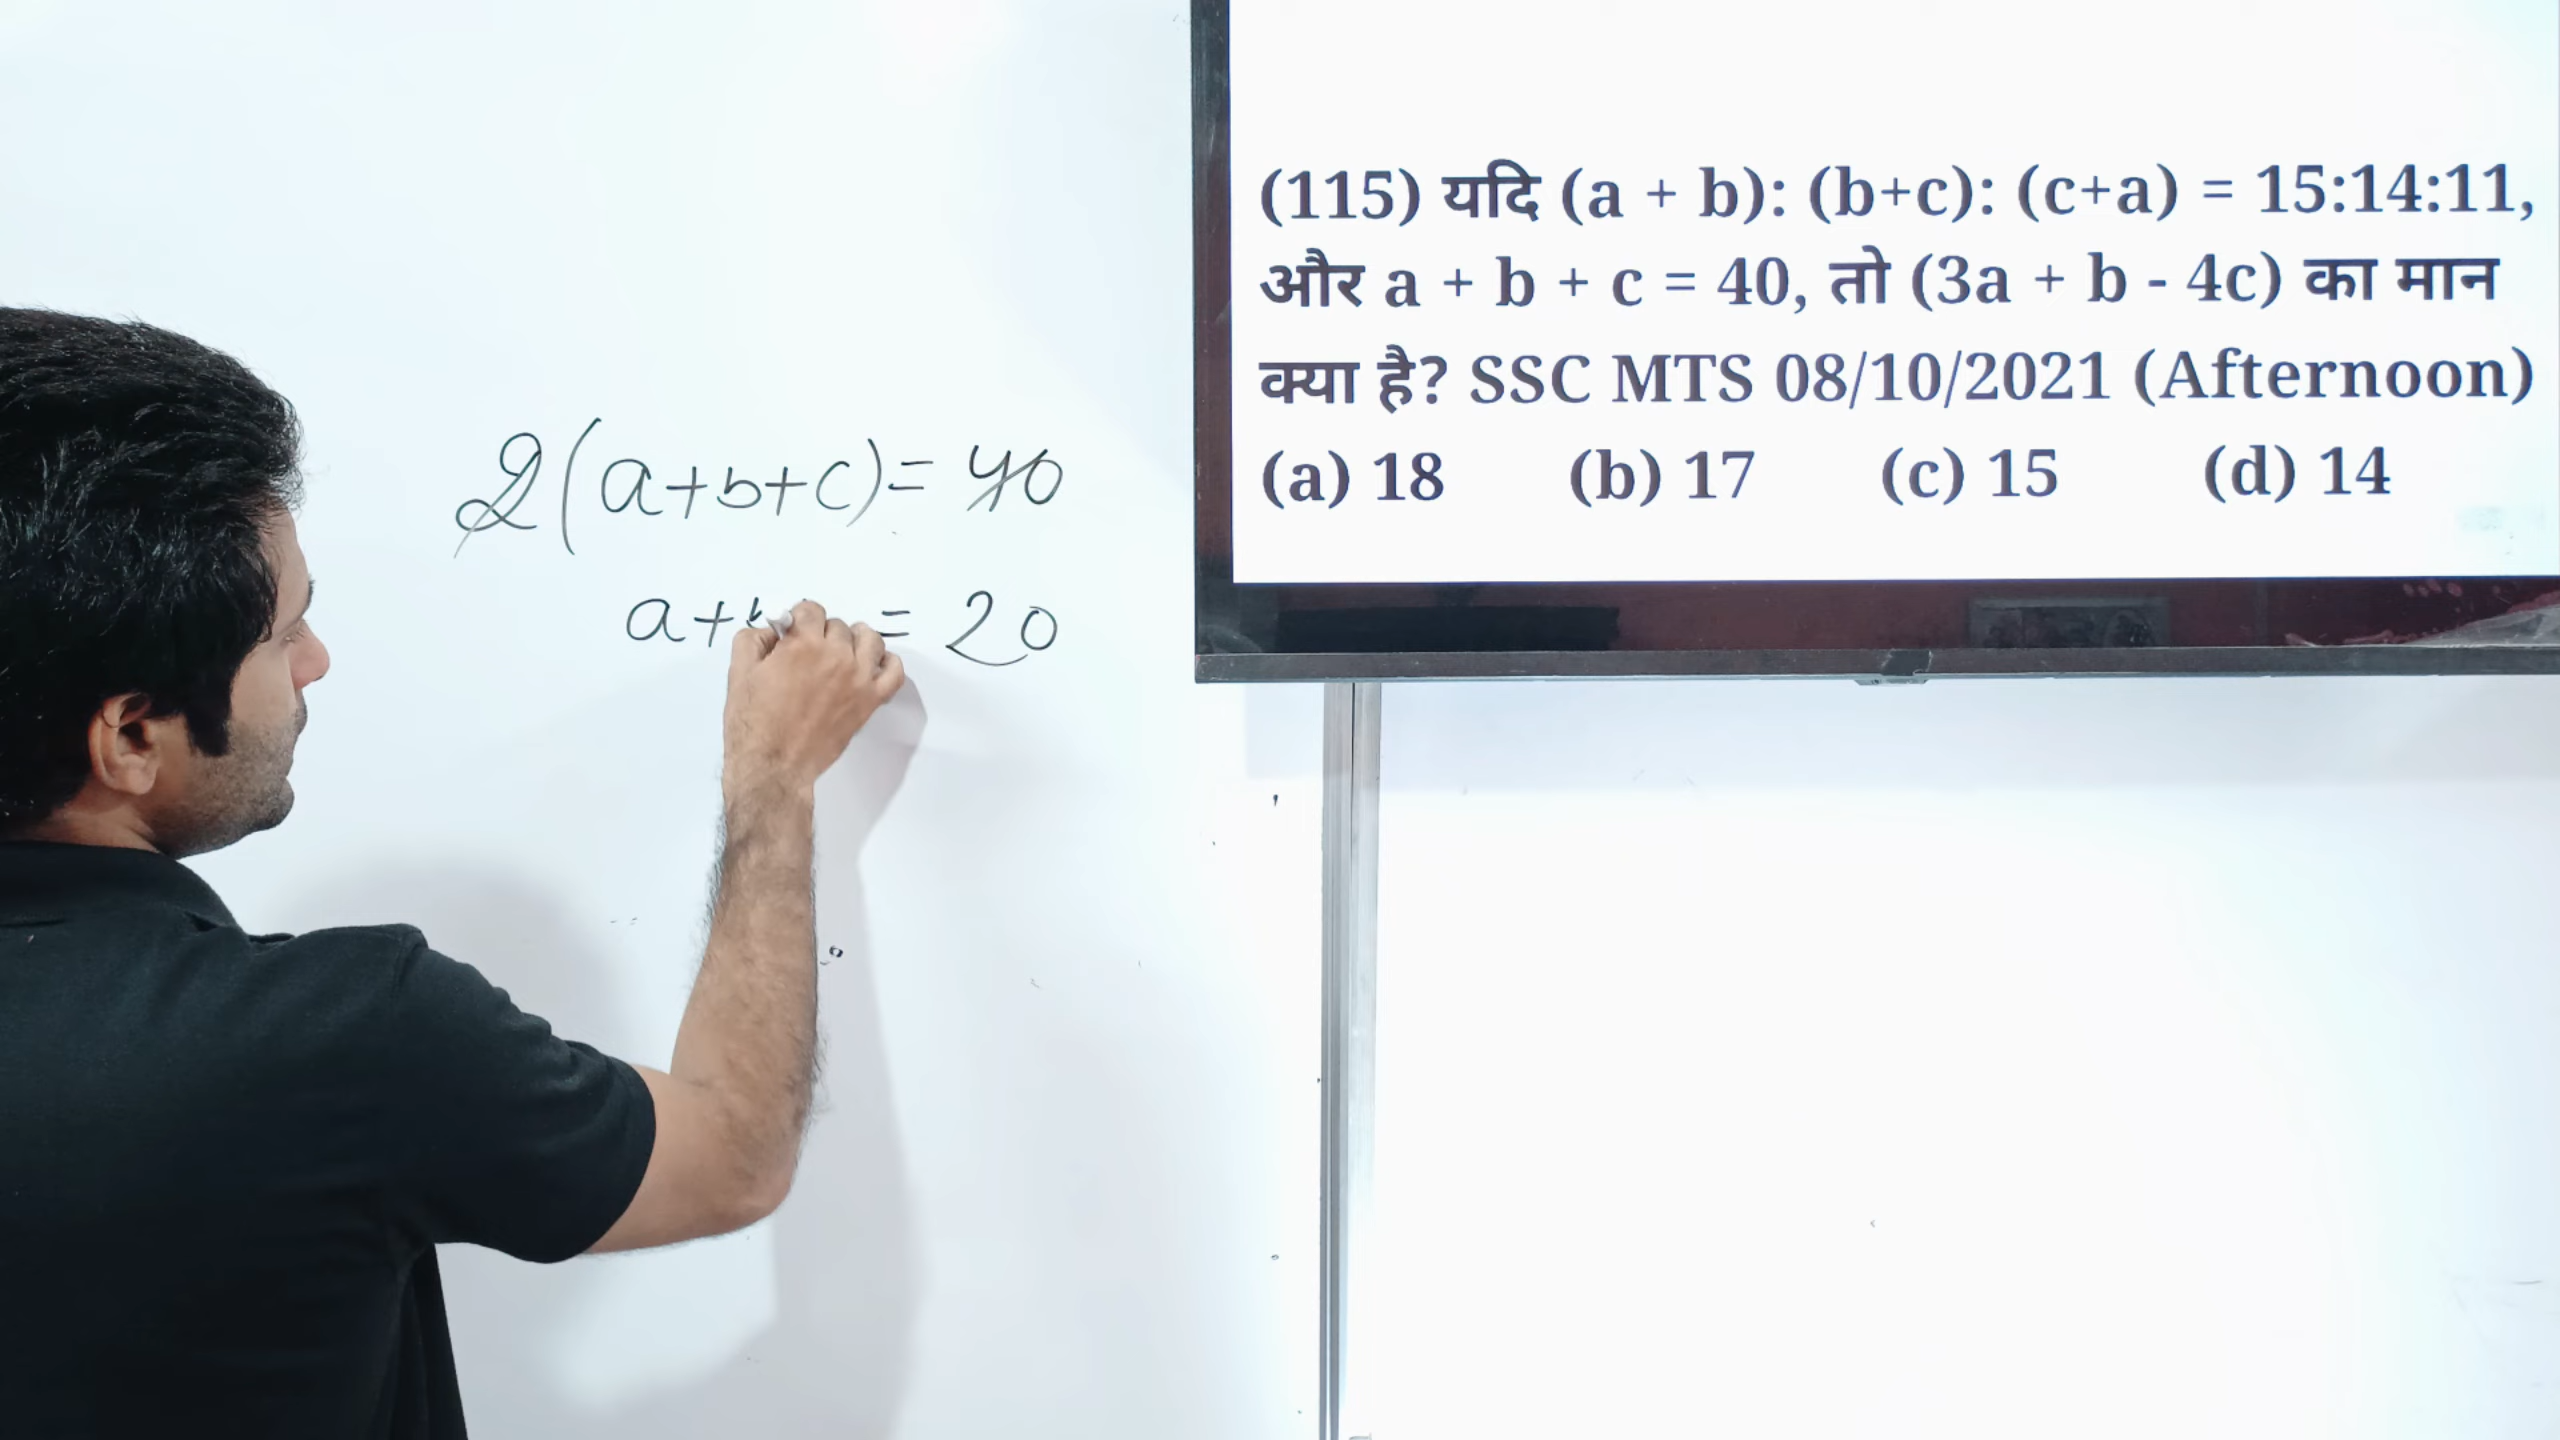 2(a+b+c)= 40
a+ = 20
(115) यदि (a + b): (b+c): (c+a) = 15:14:11,
और a + b + c = 40, तो (3a + b - 4c) का मान
क्या है? SSC MTS 08/10/2021 (Afternoon)
(a) 18 (b) 17 (c) 15 (d) 14